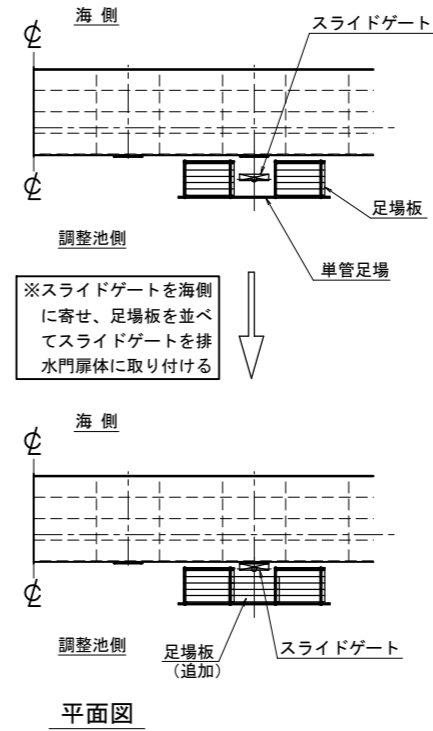 海 側
スライドゲート
℄
℄
足場板
調整池側
単管足場
※スライドゲートを海側
に寄せ、足場板を並べ
てスライドゲートを排
水門扉体に取り付ける
海 側
℄
℄
調整池側
足場板
(追加)
スライドゲート
平面図